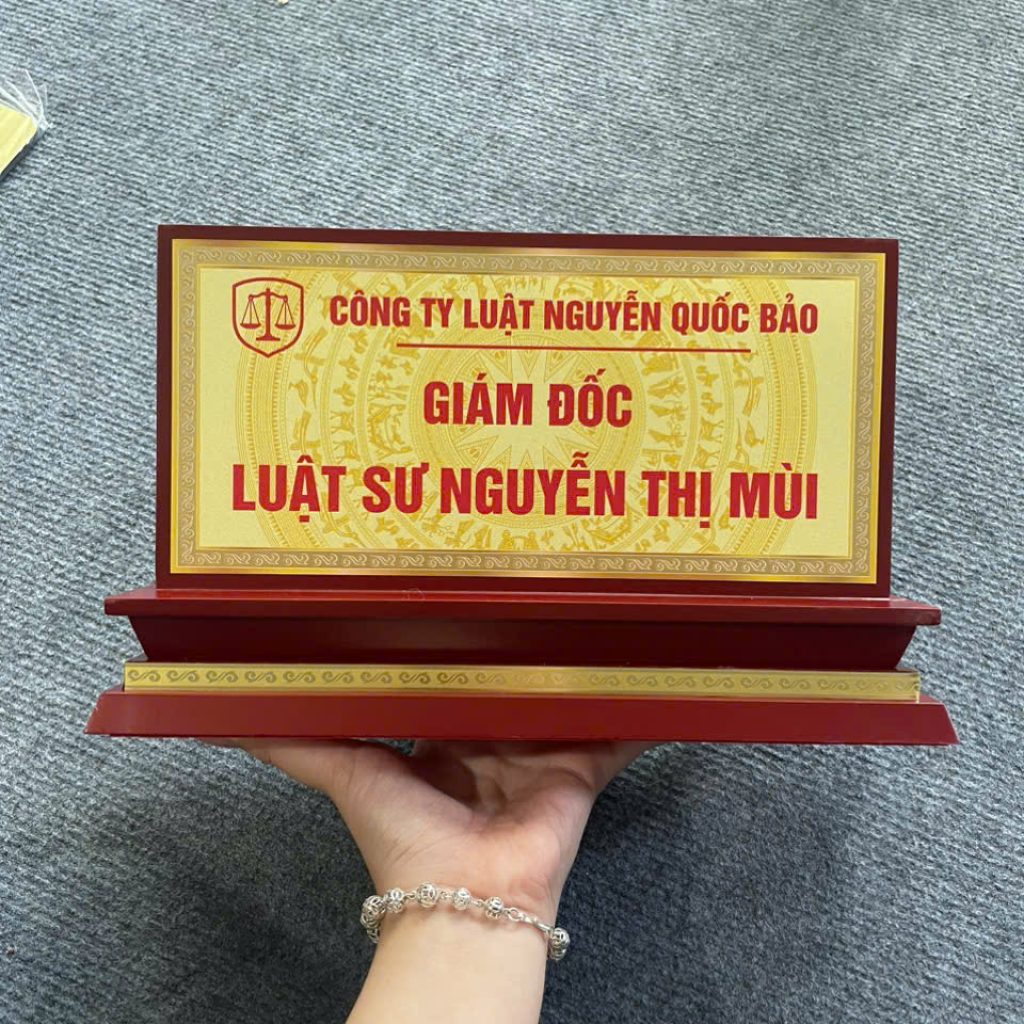 CÔNG TY LUẬT NGUYỄN QUỐC BẢO
GIÁM ĐỐC
LUẬT SƯ NGUYỄN THỊ MÙI